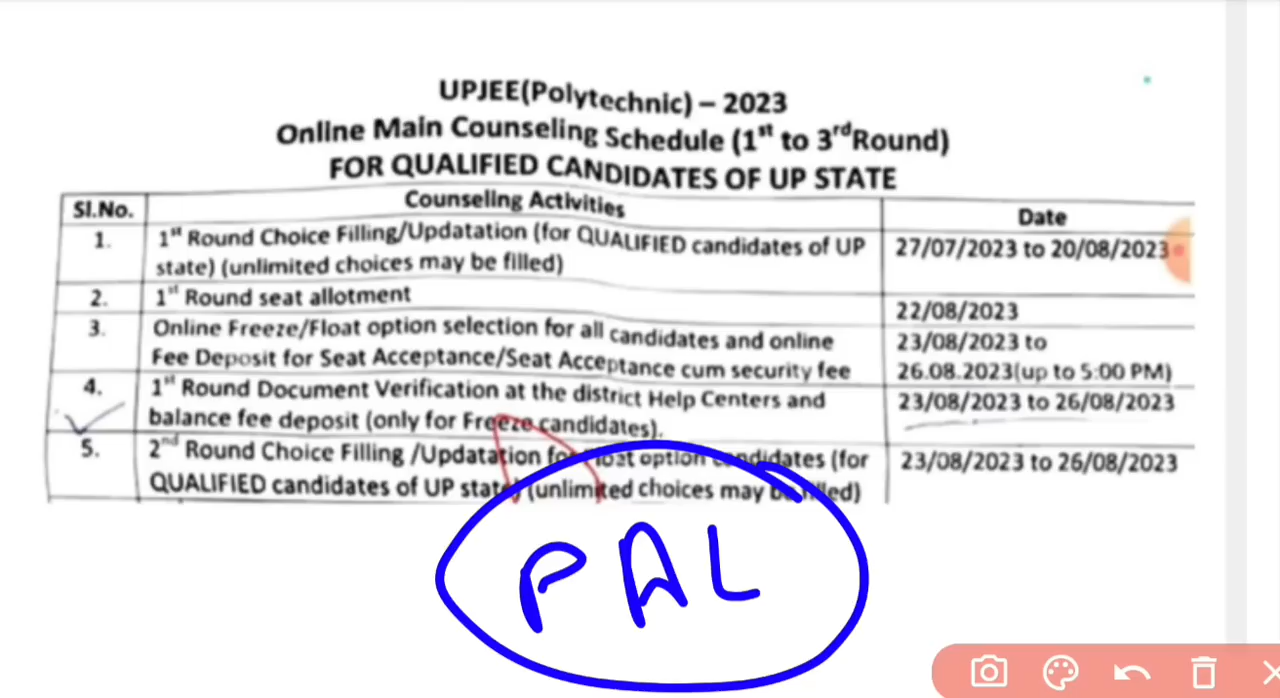 UPJEE(Polytechnic) – 2023
Online Main Counseling Schedule (1st to 3rd Round)
FOR QUALIFIED CANDIDATES OF UP STATE
Sl.No. Counseling Activities Date
1. 1st Round Choice Filling/Updatation (for QUALIFIED candidates of UP 27/07/2023 to 20/08/2023
state) (unlimited choices may be filled)
2. 1st Round seat allotment 22/08/2023
3. Online Freeze/Float option selection for all candidates and online 23/08/2023 to
Fee Deposit for Seat Acceptance/Seat Acceptance cum security fee 26.08.2023(up to 5:00 PM)
4. 1st Round Document Verification at the district Help Centers and 23/08/2023 to 26/08/2023
balance fee deposit (only for Freeze candidates).
5. 2nd Round Choice Filling /Updatation for float option candidates (for 23/08/2023 to 26/08/2023
QUALIFIED candidates of UP state) (unlimited choices may be filled)
PAL